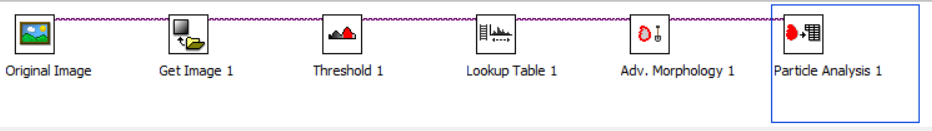 Original Image Get Image 1 Threshold 1 Lookup Table 1 Adv. Morphology 1 Particle Analysis 1